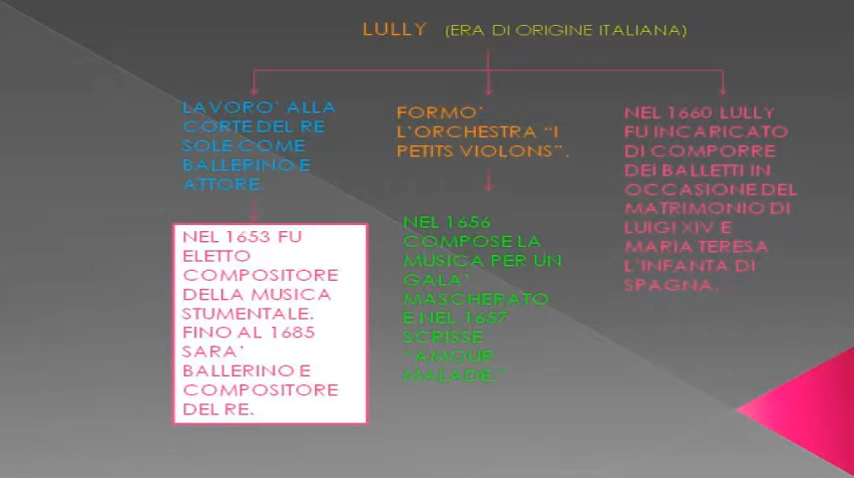 LULLY (ERA DI ORIGINE ITALIANA)
LAVORO' ALLA
CORTE DEL RE
SOLE COME
BALLERINO E
ATTORE.
NEL 1653 FU
ELETTO
COMPOSITORE
DELLA MUSICA
STUMENTALE.
FINO AL 1685
SARA'
BALLERINO E
COMPOSITORE
DEL RE.
FORMO'
L'ORCHESTRA "I
PETITS VIOLONS".
NEL 1656
COMPOSE LA
MUSICA PER UN
GALA'
MASCHERATO
E NEL 1657
SCRISSE
"AMOUR
MALADE."
NEL 1660 LULLY
FU INCARICATO
DI COMPORRE
DEI BALLETTI IN
OCCASIONE DEL
MATRIMONIO DI
LUIGI XIV E
MARIA TERESA
L'INFANTA DI
SPAGNA.